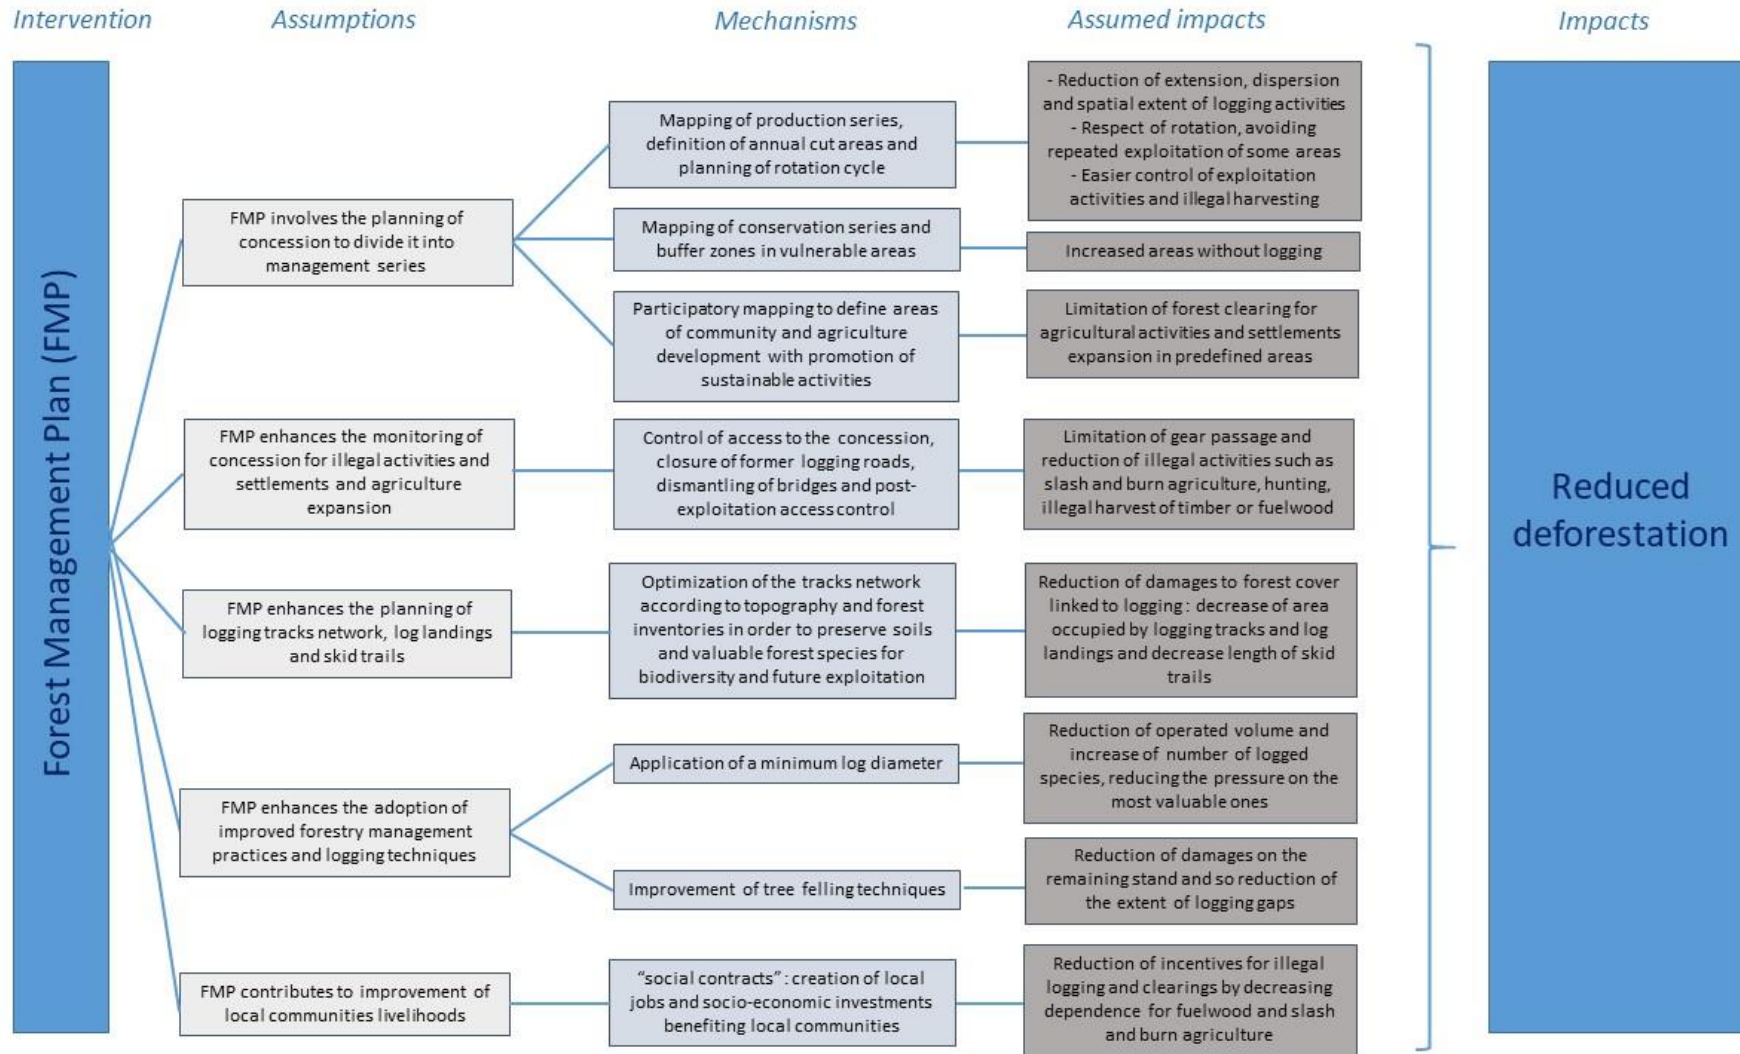 Intervention
Assumptions
Mechanisms
Assumed impacts
Impacts
Forest Management Plan (FMP)
FMP involves the planning of
concession to divide it into
management series
Mapping of production series,
definition of annual cut areas and
planning of rotation cycle
- Reduction of extension, dispersion
and spatial extent of logging activities
- Respect of rotation, avoiding
repeated exploitation of some areas
- Easier control of exploitation
activities and illegal harvesting
Mapping of conservation series and
buffer zones in vulnerable areas
Increased areas without logging
Participatory mapping to define areas
of community and agriculture
development with promotion of
sustainable activities
Limitation of forest clearing for
agricultural activities and settlements
expansion in predefined areas
FMP enhances the monitoring of
concession for illegal activities and
settlements and agriculture
expansion
Control of access to the concession,
closure of former logging roads,
dismantling of bridges and post-
exploitation access control
Limitation of gear passage and
reduction of illegal activities such as
slash and burn agriculture, hunting,
illegal harvest of timber or fuelwood
FMP enhances the planning of
logging tracks network, log landings
and skid trails
Optimization of the tracks network
according to topography and forest
inventories in order to preserve soils
and valuable forest species for
biodiversity and future exploitation
Reduction of damages to forest cover
linked to logging : decrease of area
occupied by logging tracks and log
landings and decrease length of skid
trails
FMP enhances the adoption of
improved forestry management
practices and logging techniques
Application of a minimum log diameter
Reduction of operated volume and
increase of number of logged
species, reducing the pressure on the
most valuable ones
Improvement of tree felling techniques
Reduction of damages on the
remaining stand and so reduction of
the extent of logging gaps
FMP contributes to improvement of
local communities livelihoods
“social contracts” : creation of local
jobs and socio-economic investments
benefiting local communities
Reduction of incentives for illegal
logging and clearings by decreasing
dependence for fuelwood and slash
and burn agriculture
Reduced
deforestation